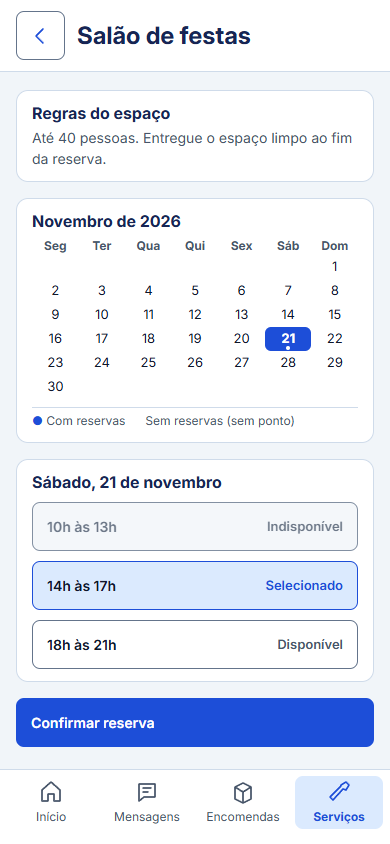 Salão de festas
Regras do espaço
Até 40 pessoas. Entregue o espaço limpo ao fim
da reserva.
Novembro de 2026
Seg Ter Qua Qui Sex Sáb Dom
1
2 3 4 5 6 7 8
9 10 11 12 13 14 15
16 17 18 19 20 21 22
23 24 25 26 27 28 29
30
Com reservas Sem reservas (sem ponto)
Sábado, 21 de novembro
10h às 13h Indisponível
14h às 17h Selecionado
18h às 21h Disponível
Confirmar reserva
Início Mensagens Encomendas Serviços